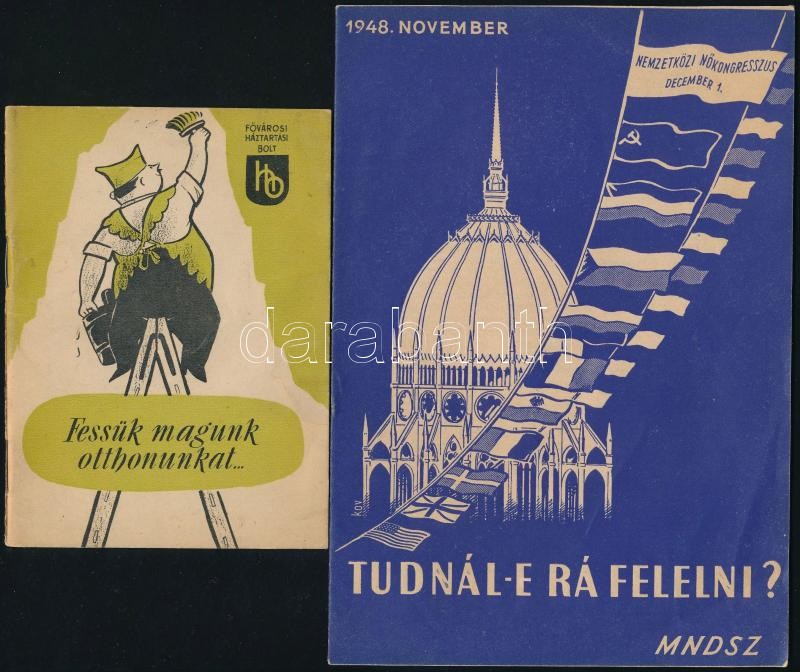 FŐVÁROSI
HÁZTARTÁSI
BOLT
hb
Fessük magunk
otthonunkat...
1948. NOVEMBER
NEMZETKÖZI NŐKONGRESSZUS
DECEMBER 1.
KOV
TUDNÁL-E RÁ FELELNI?
MNDSZ
darabanth